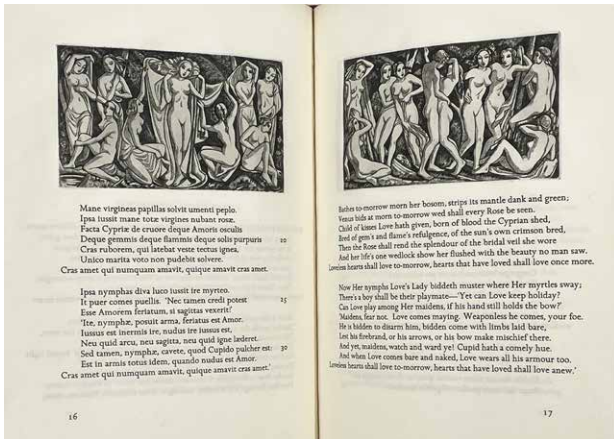 Mane virgineas papillas solvit umenti peplo.
Ipsa iussit mane totæ virgines nubant rosæ.
Facta Cypriæ de cruore deque Amoris osculis
Deque gemmis deque flammis deque solis purpuris 20
Cras ruborem, qui latebat veste tectus ignea,
Unico marita voto non pudebit solvere.
Cras amet qui numquam amavit, quique amavit cras amet.
Ipsa nymphas diva luco iussit ire myrteo.
It puer comes puellis. 'Nec tamen credi potest 25
Esse Amorem feriatum, si sagittas vexerit!'
'Ite, nymphæ, posuit arma, feriatus est Amor.
Iussus est inermis ire, nudus ire iussus est,
Neu quid arcu, neu sagitta, neu quid igne læderet.
Sed tamen, nymphæ, cavete, quod Cupido pulcher est: 30
Est in armis totus idem, quando nudus est Amor.
Cras amet qui numquam amavit, quique amavit cras amet.'
16
Bathes to-morrow morn her bosom, strips its mantle dank and green;
Venus bids at morn to-morrow wed shall every Rose be seen.
Child of kisses Love hath given, born of blood the Cyprian shed,
Bred of gem's and flame's refulgence, of the sun's own crimson bred,
Then the Rose shall rend the splendour of the bridal veil she wore
And her life's one wedlock show her flushed with the beauty no man saw.
Loveless hearts shall love to-morrow, hearts that have loved shall love once more.
Now Her nymphs Love's Lady biddeth muster where Her myrtles sway;
There's a boy shall be their playmate—'Yet can Love keep holiday?
Can Love play among Her maidens, if his hand still holds the bow?'
'Maidens, fear not. Love comes maying. Weaponless he comes, your foe.
He is bidden to disarm him, bidden come with limbs laid bare,
Lest his firebrand, or his arrows, or his bow make mischief there.
And yet, maidens, watch and ward ye! Cupid hath a comely hue.
And when Love comes bare and naked, Love wears all his armour too.
Loveless hearts shall love to-morrow, hearts that have loved shall love anew.'
17